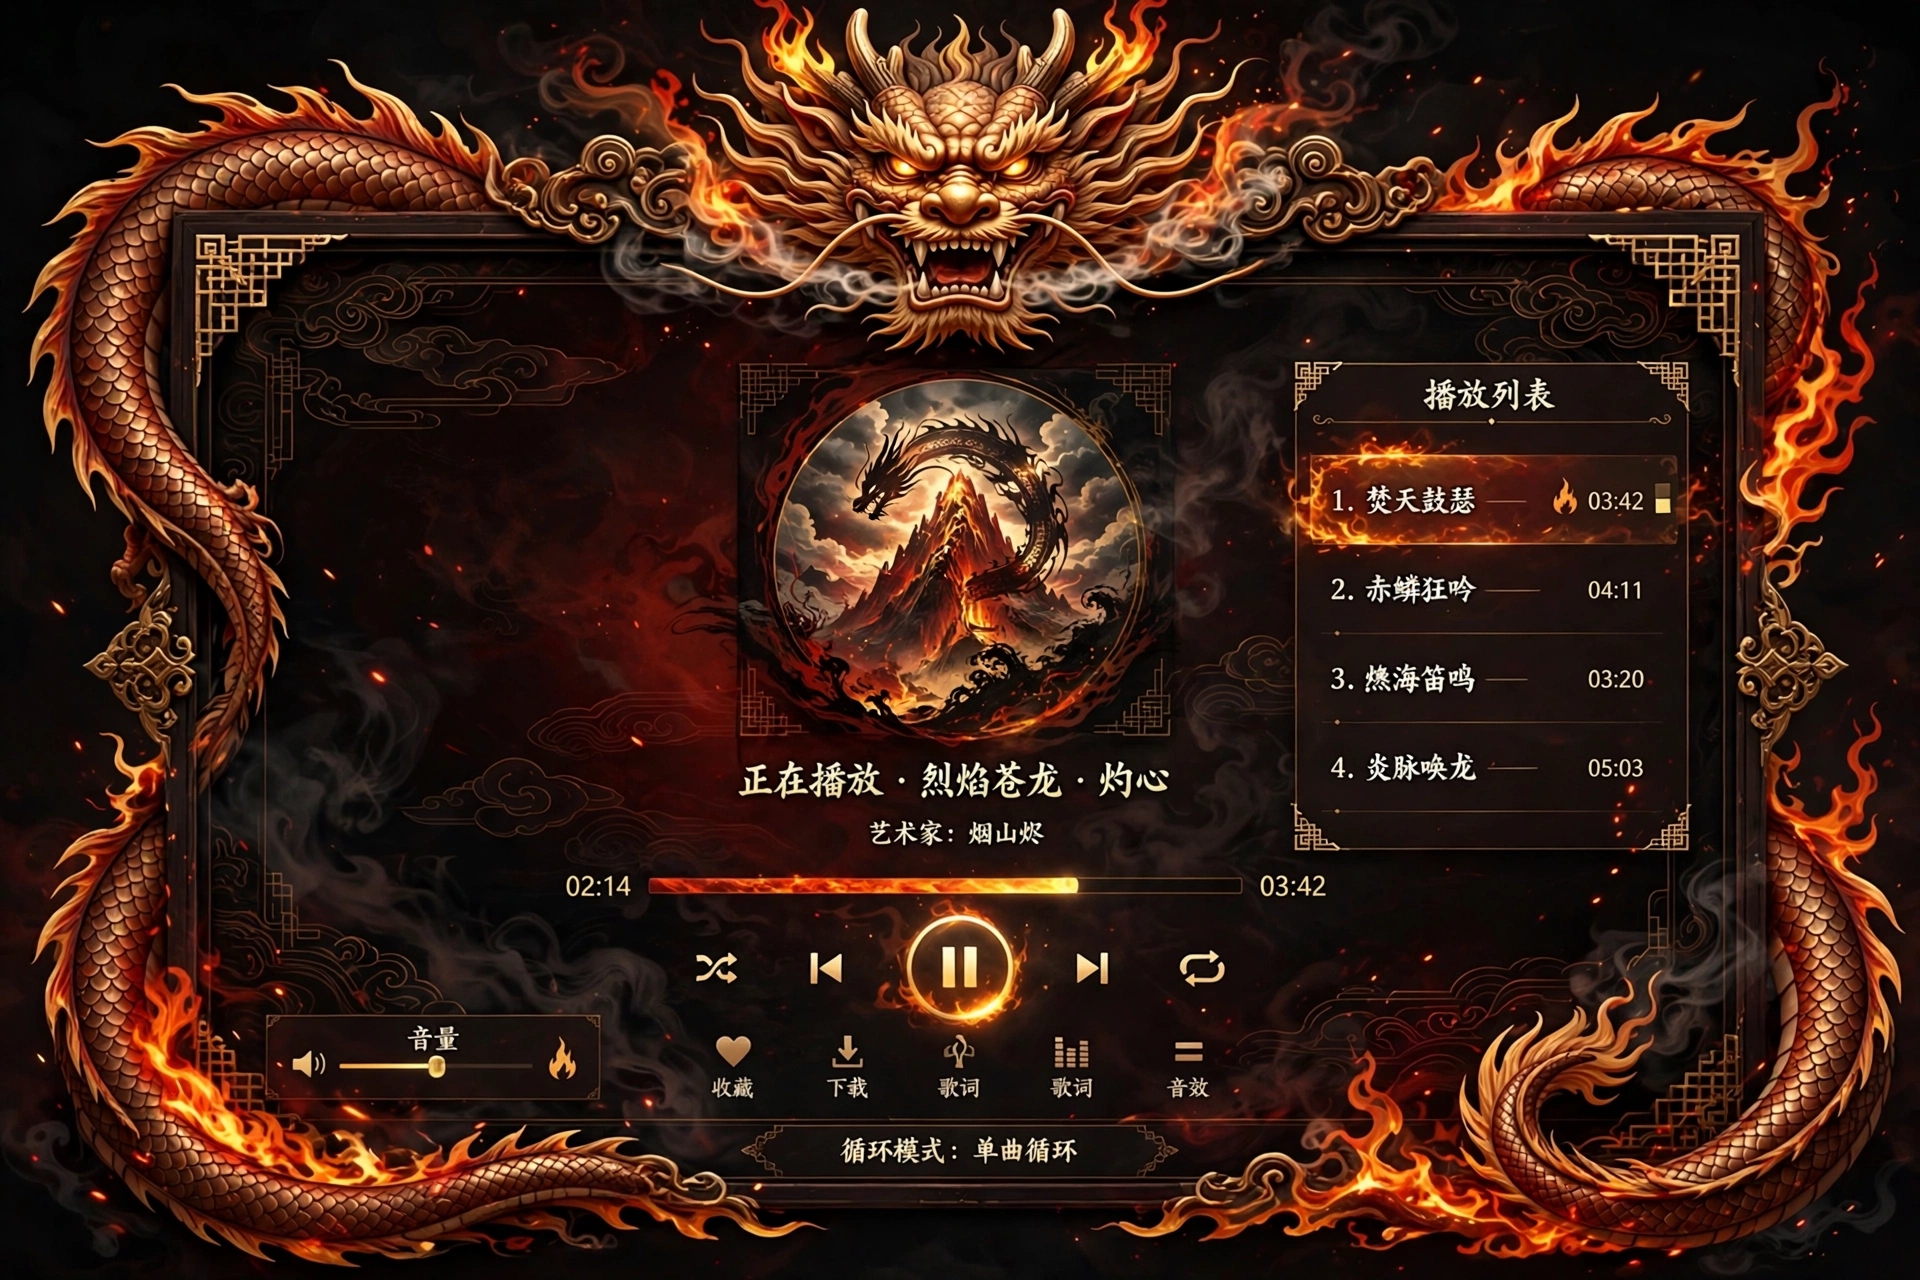 播放列表
1. 焚天鼓瑟 03:42
2. 赤鳞狂吟 04:11
3. 燠海笛鸣 03:20
4. 炎脉唤龙 05:03
正在播放 · 烈焰苍龙 · 灼心
艺术家：烟山烬
02:14 03:42
音量
收藏 下载 歌词 歌词 音效
循环模式：单曲循环